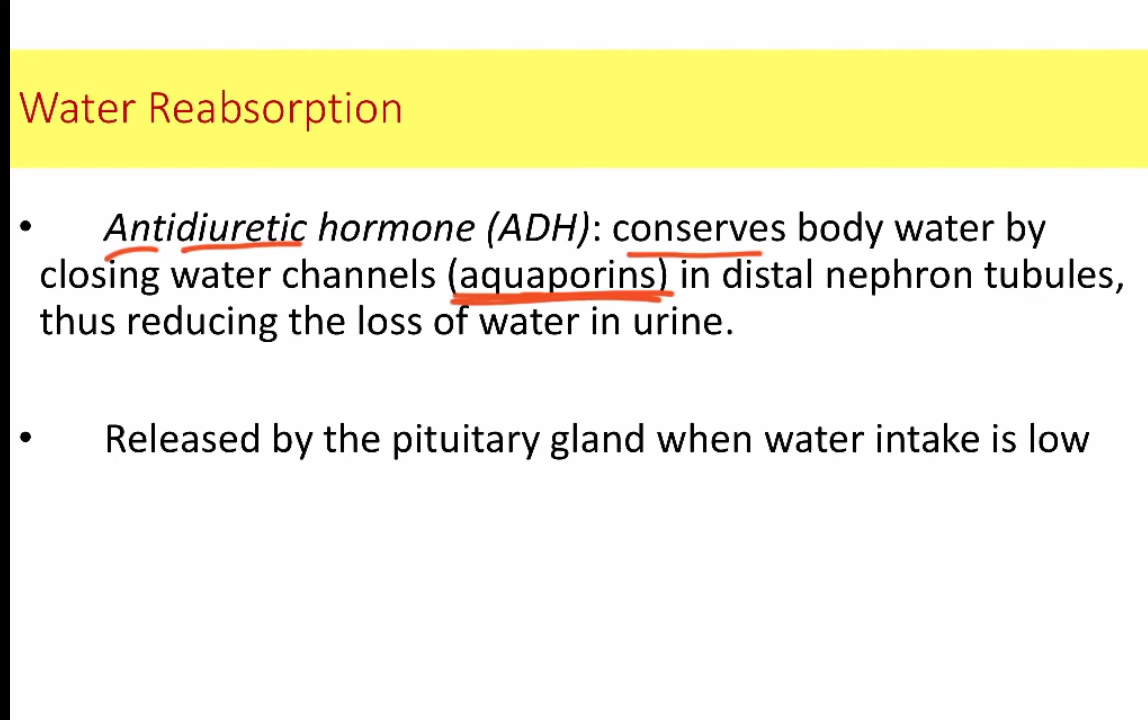 Water Reabsorption
• Antidiuretic hormone (ADH): conserves body water by
closing water channels (aquaporins) in distal nephron tubules,
thus reducing the loss of water in urine.
• Released by the pituitary gland when water intake is low